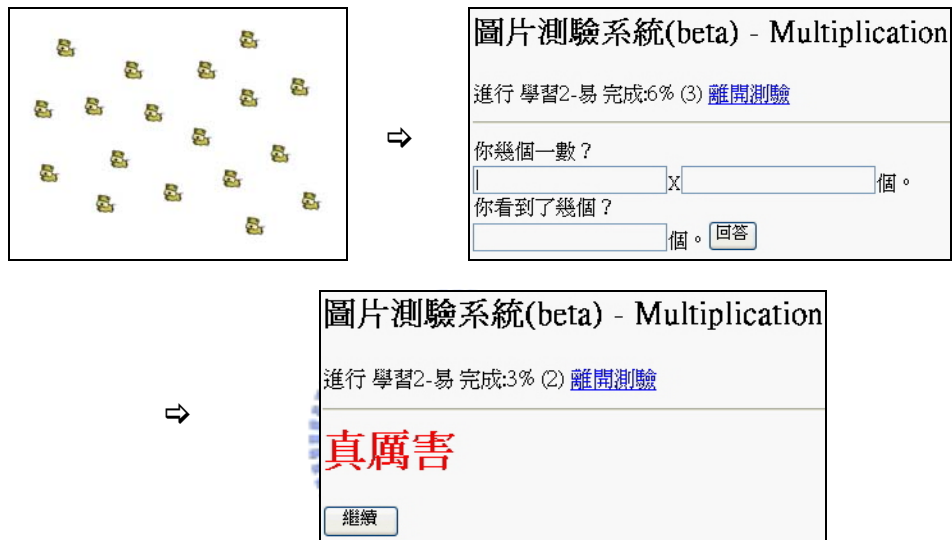 圖片測驗系統(beta) - Multiplication
進行 學習2-易 完成:6% (3) 離開測驗
你幾個一數？
X個。
你看到了幾個？
個。 回答
圖片測驗系統(beta) - Multiplication
進行 學習2-易 完成:3% (2) 離開測驗
真厲害
繼續